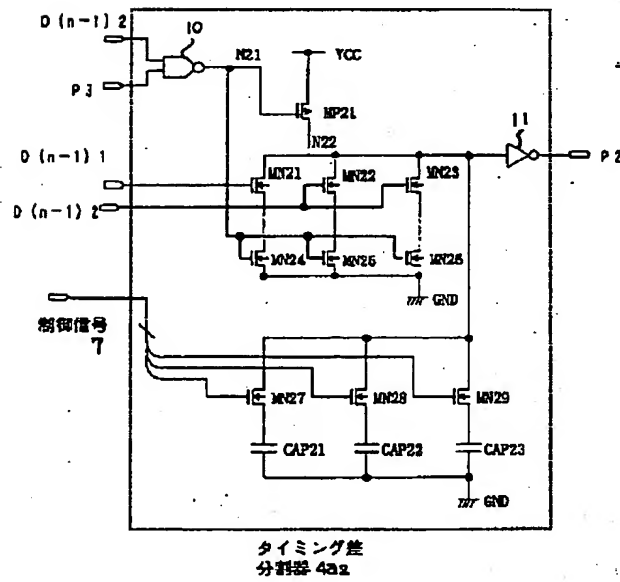 D(n-1)2
10
N21
VCC
P3
MP21
N22
11
P2
D(n-1)1
MN21
MN22
MN23
D(n-1)2
MN24
MN25
MN26
GND
制御信号
7
MN27
MN28
MN29
CAP21
CAP22
CAP23
GND
タイミング差
分割器 4a2